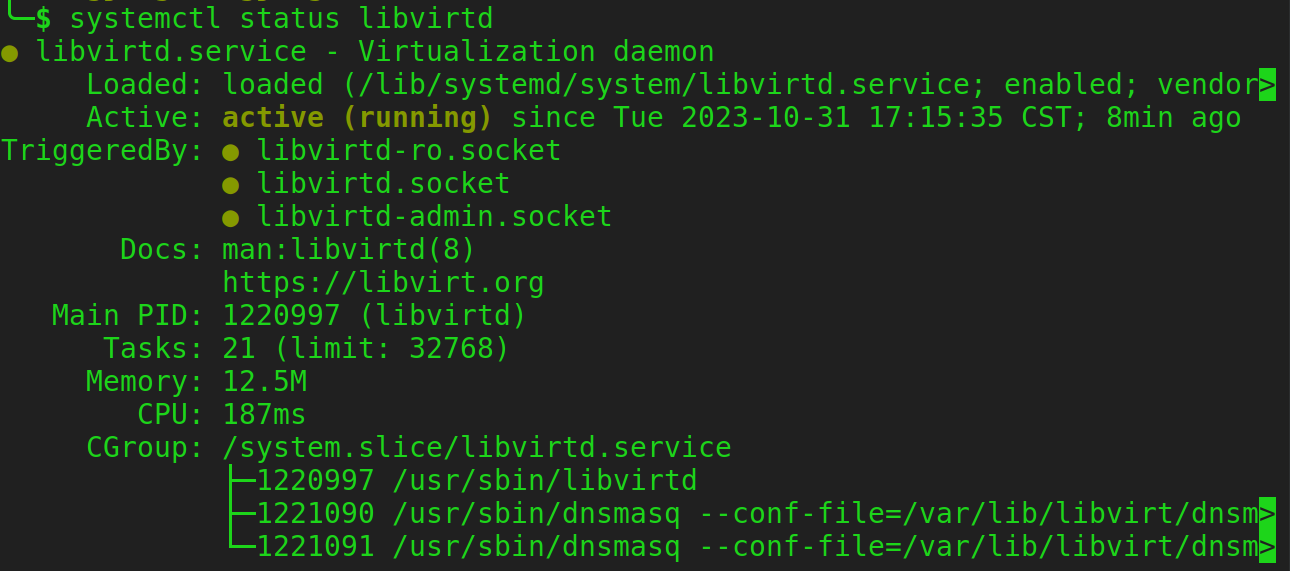 ╰─$ systemctl status libvirtd
● libvirtd.service - Virtualization daemon
     Loaded: loaded (/lib/systemd/system/libvirtd.service; enabled; vendor>
     Active: active (running) since Tue 2023-10-31 17:15:35 CST; 8min ago
TriggeredBy: ● libvirtd-ro.socket
             ● libvirtd.socket
             ● libvirtd-admin.socket
       Docs: man:libvirtd(8)
             https://libvirt.org
   Main PID: 1220997 (libvirtd)
      Tasks: 21 (limit: 32768)
     Memory: 12.5M
        CPU: 187ms
     CGroup: /system.slice/libvirtd.service
             ├─1220997 /usr/sbin/libvirtd
             ├─1221090 /usr/sbin/dnsmasq --conf-file=/var/lib/libvirt/dnsm>
             └─1221091 /usr/sbin/dnsmasq --conf-file=/var/lib/libvirt/dnsm>